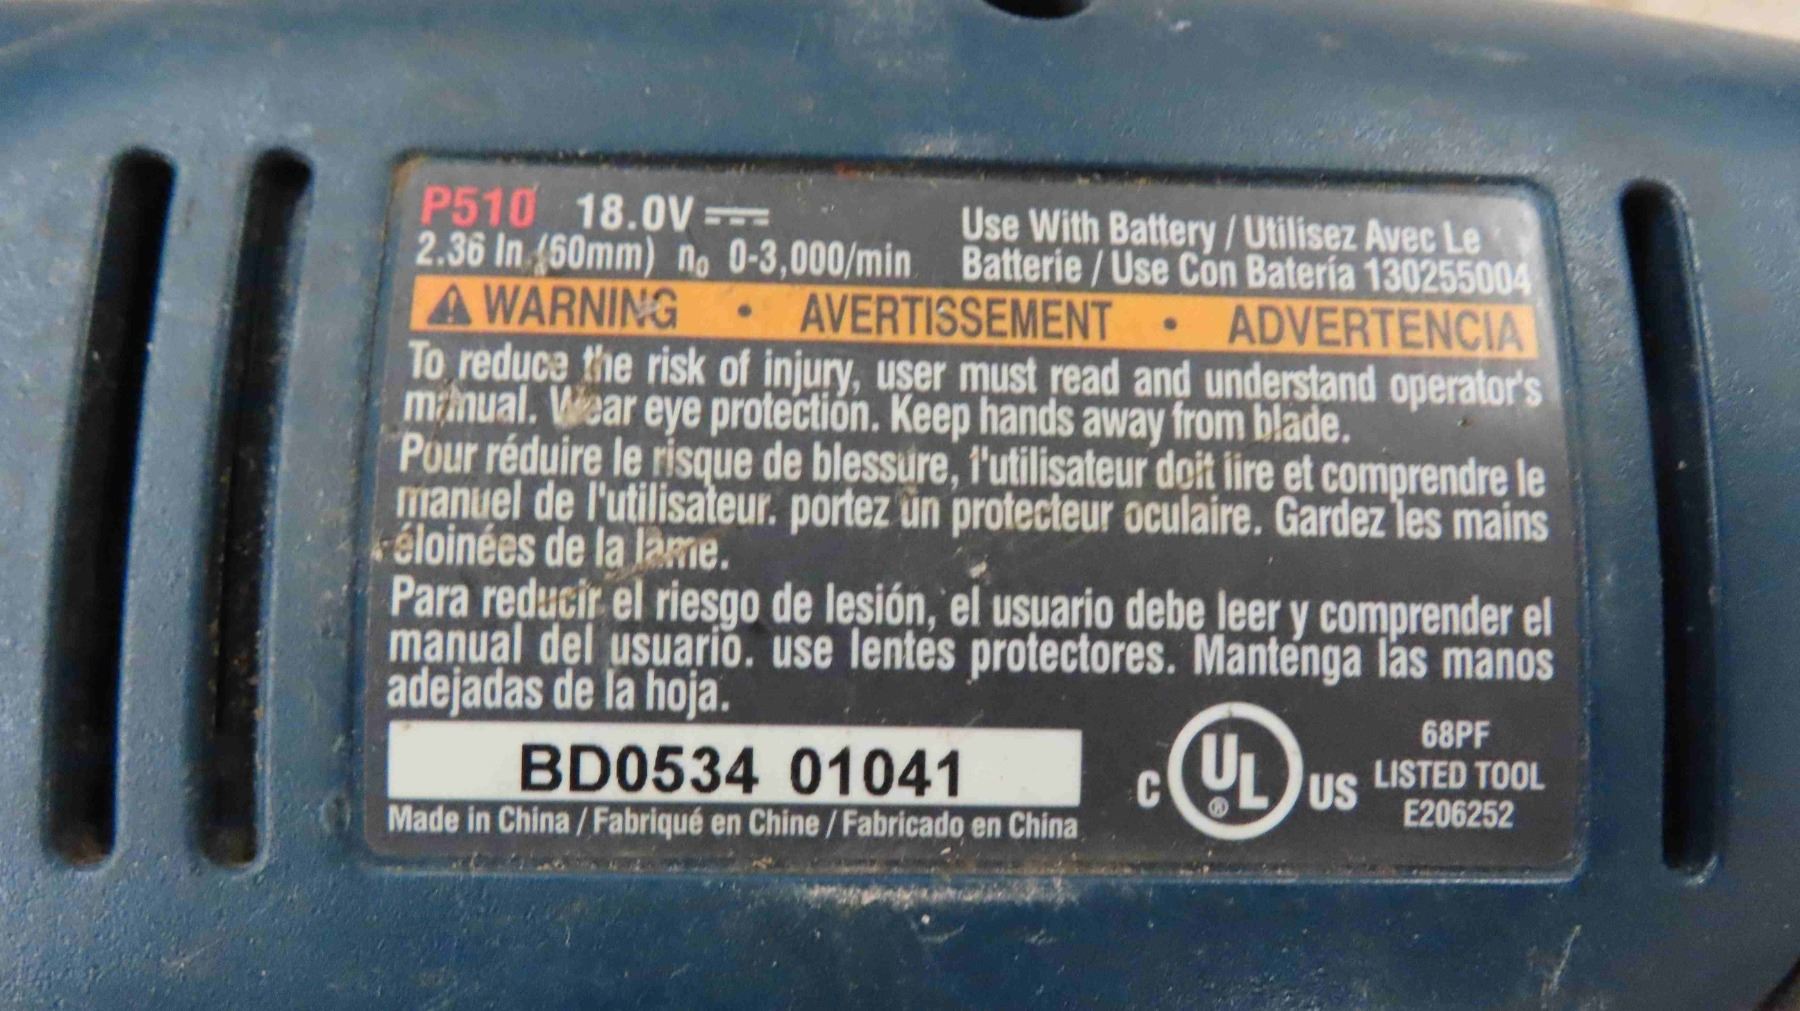 P510 18.0V
2.36 In. (60mm) n₀ 0-3,000/min
Use With Battery / Utilisez Avec Le
Batterie / Use Con Batería 130255004
WARNING • AVERTISSEMENT • ADVERTENCIA
To reduce the risk of injury, user must read and understand operator's
manual. Wear eye protection. Keep hands away from blade.
Pour réduire le risque de blessure, l'utilisateur doit lire et comprendre le
manuel de l'utilisateur. portez un protecteur oculaire. Gardez les mains
éloinées de la lame.
Para reducir el riesgo de lesión, el usuario debe leer y comprender el
manual del usuario. use lentes protectores. Mantenga las manos
adejadas de la hoja.
BD0534 01041
Made in China / Fabriqué en Chine / Fabricado en China
C UL ® US
68PF
LISTED TOOL
E206252